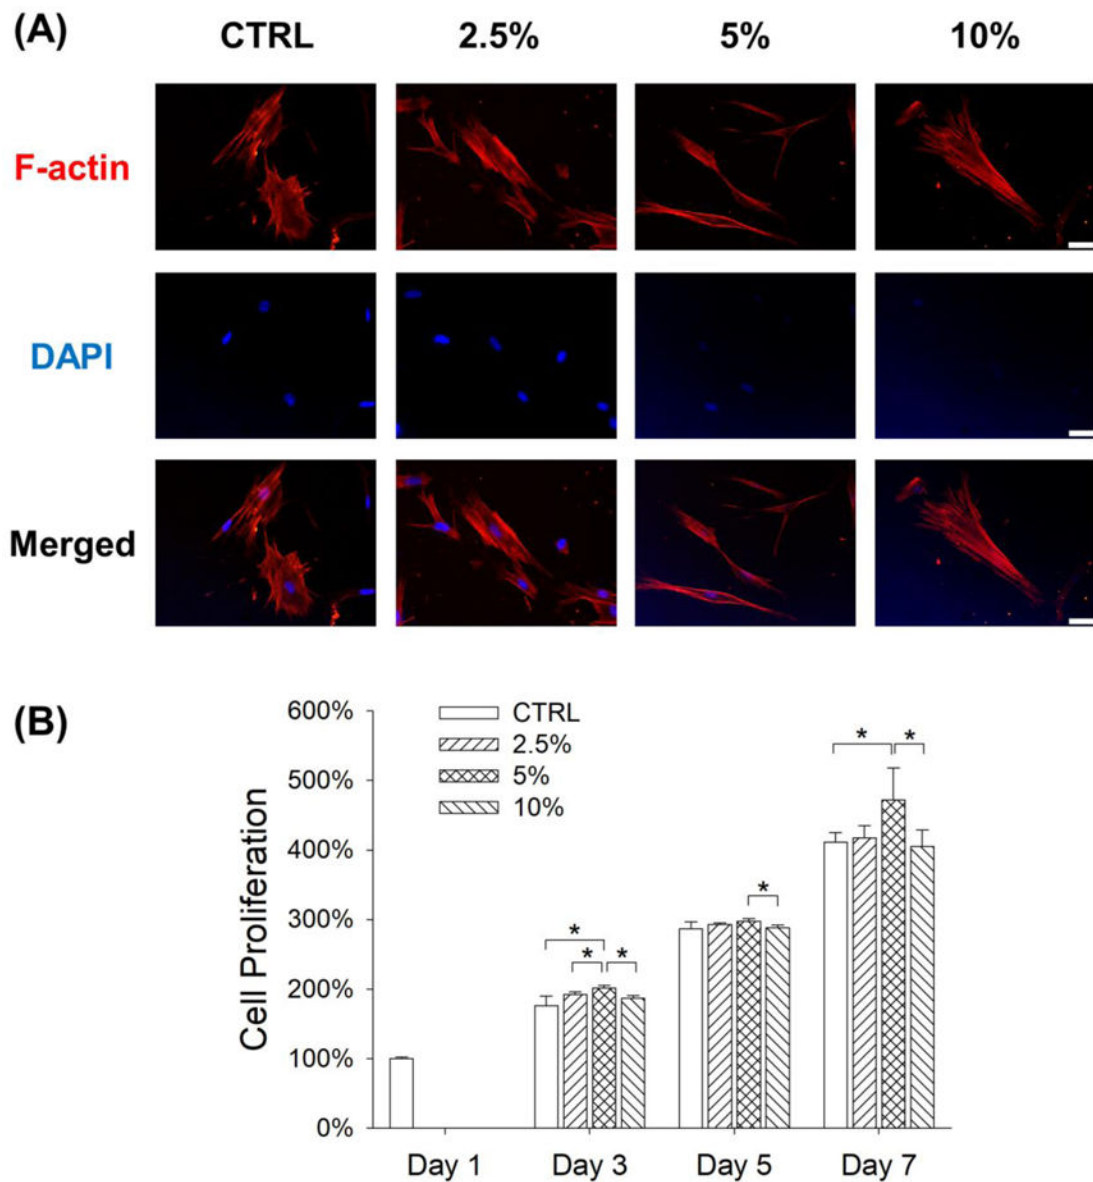 (A) CTRL 2.5% 5% 10%
F-actin
DAPI
Merged
(B)
600%
500%
400%
300%
200%
100%
0%
Cell Proliferation
CTRL
2.5%
5%
10%
* *
*
*
* *
Day 1 Day 3 Day 5 Day 7